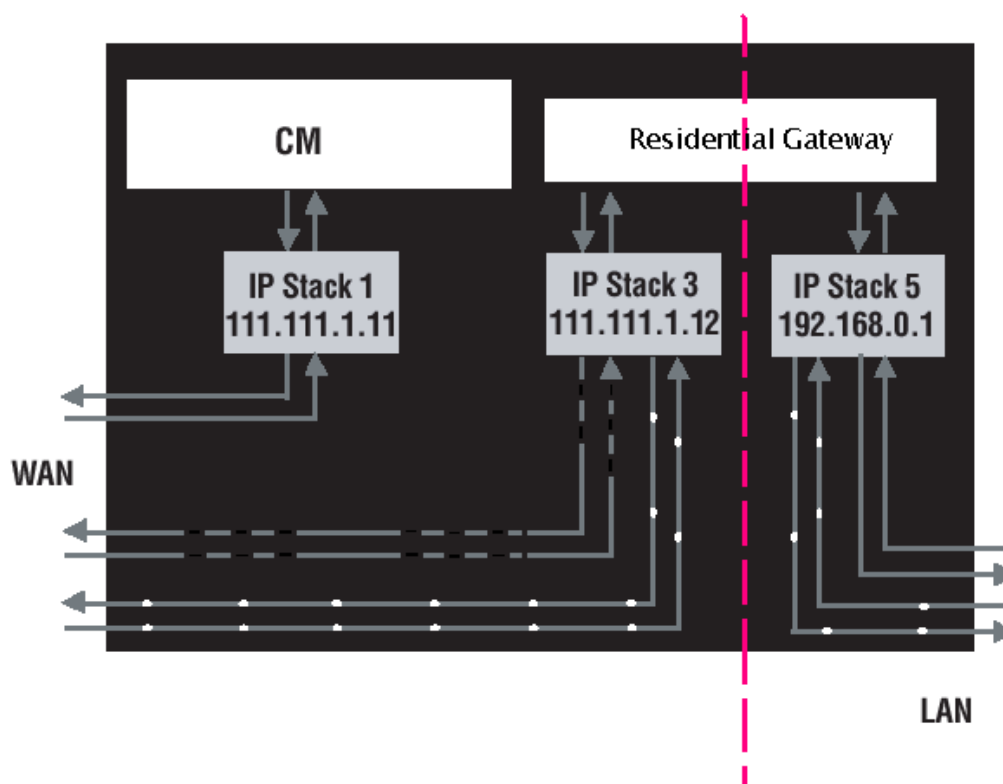 CM
Residential Gateway
IP Stack 1
111.111.1.11
IP Stack 3
111.111.1.12
IP Stack 5
192.168.0.1
WAN
LAN